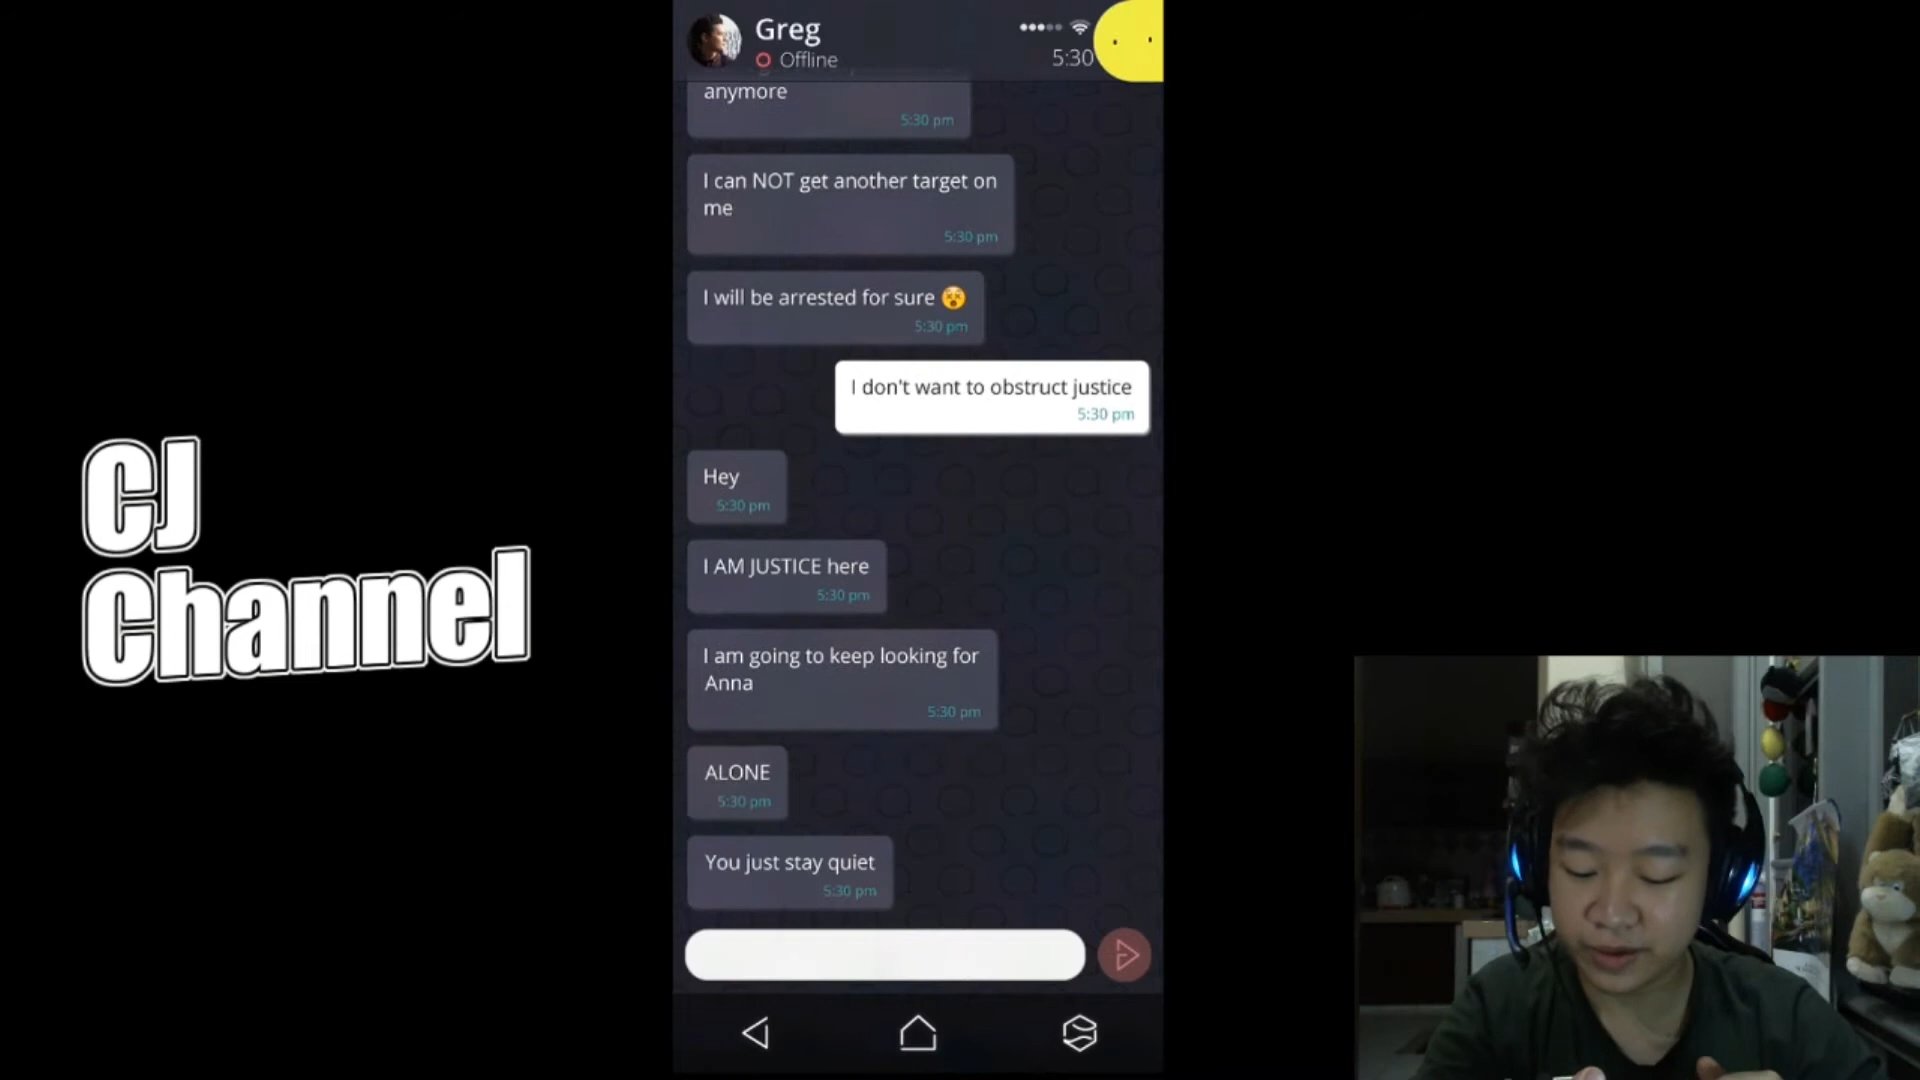 Greg
Offline
5:30
anymore
5:30 pm
I can NOT get another target on
me
5:30 pm
I will be arrested for sure 😵
5:30 pm
I don't want to obstruct justice
5:30 pm
Hey
5:30 pm
I AM JUSTICE here
5:30 pm
I am going to keep looking for
Anna
5:30 pm
ALONE
5:30 pm
You just stay quiet
5:30 pm
CJ
Channel